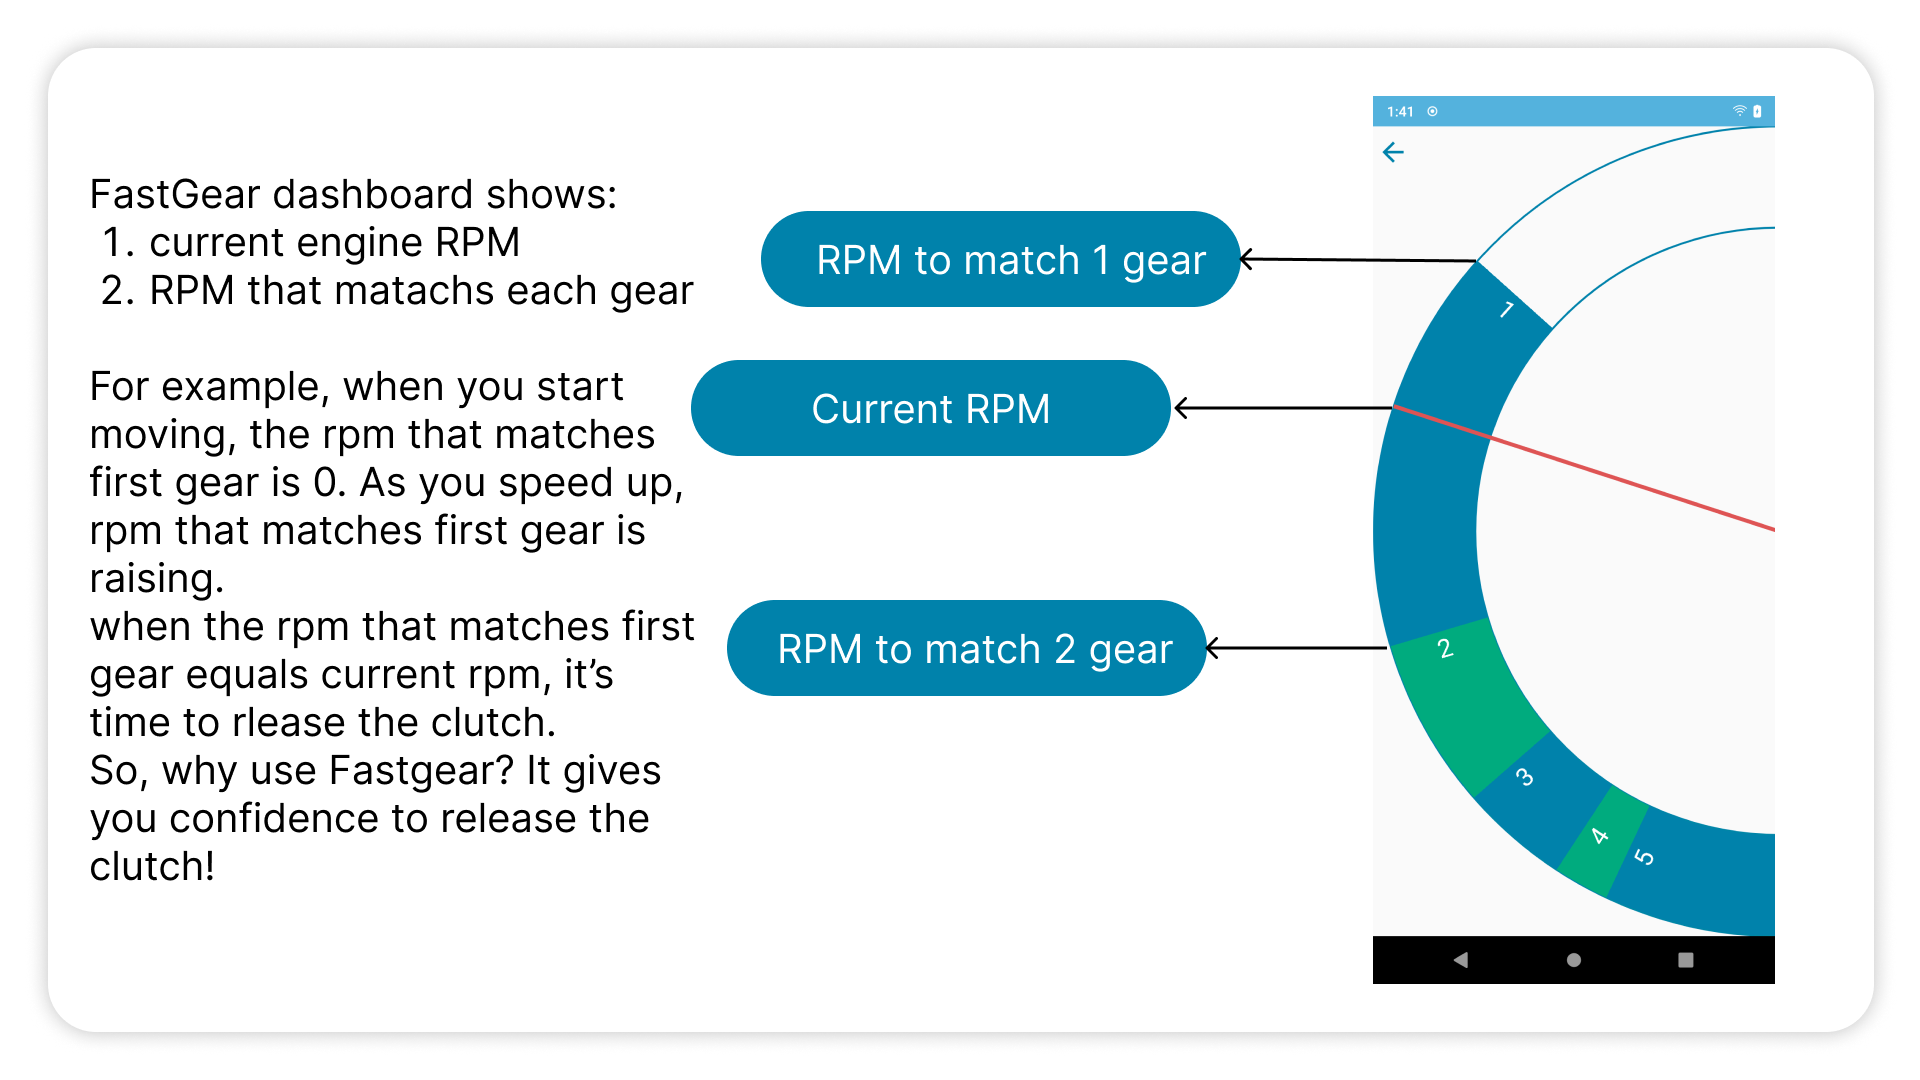 FastGear dashboard shows:
1. current engine RPM
2. RPM that matachs each gear
For example, when you start
moving, the rpm that matches
first gear is 0. As you speed up,
rpm that matches first gear is
raising.
when the rpm that matches first
gear equals current rpm, it’s
time to rlease the clutch.
So, why use Fastgear? It gives
you confidence to release the
clutch!
RPM to match 1 gear
Current RPM
RPM to match 2 gear
1:41
1
2
3
4
5